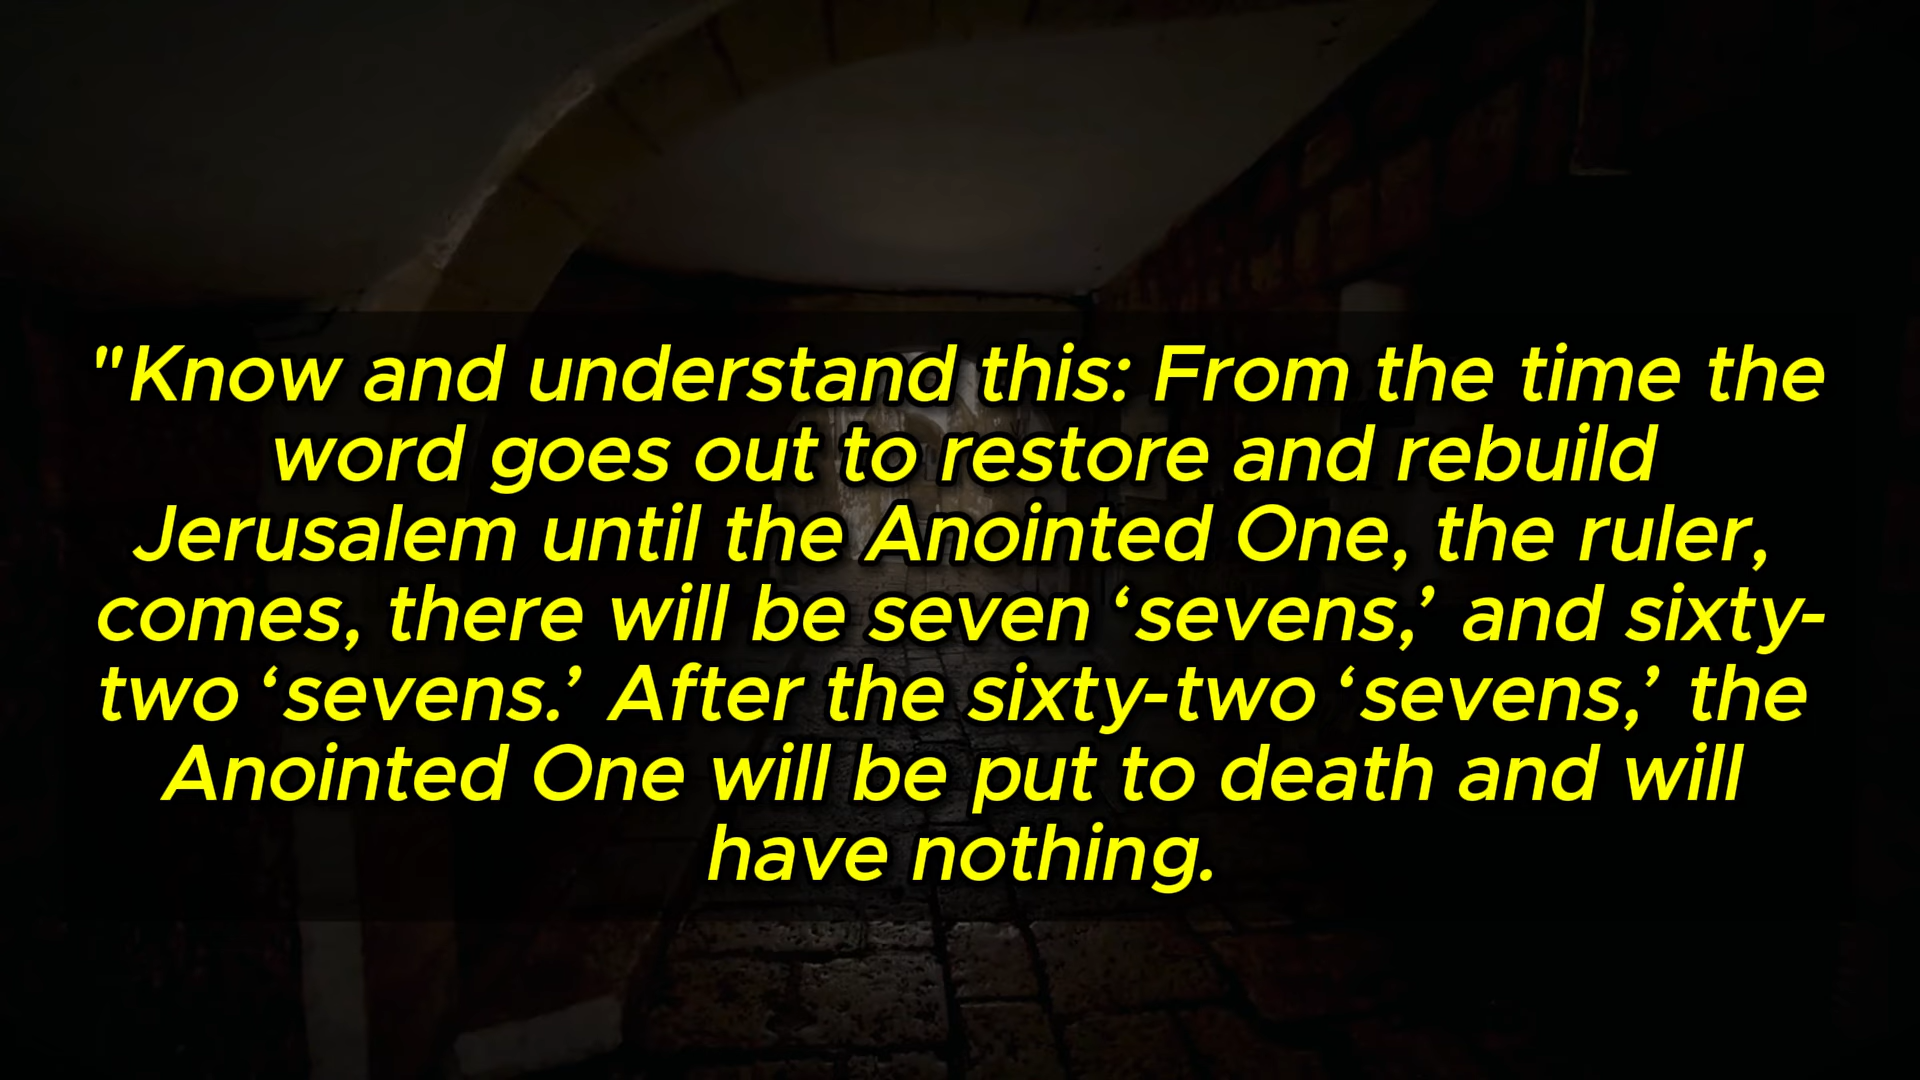 "Know and understand this: From the time the
word goes out to restore and rebuild
Jerusalem until the Anointed One, the ruler,
comes, there will be seven ‘sevens,’ and sixty-
two ‘sevens.’ After the sixty-two ‘sevens,’ the
Anointed One will be put to death and will
have nothing.